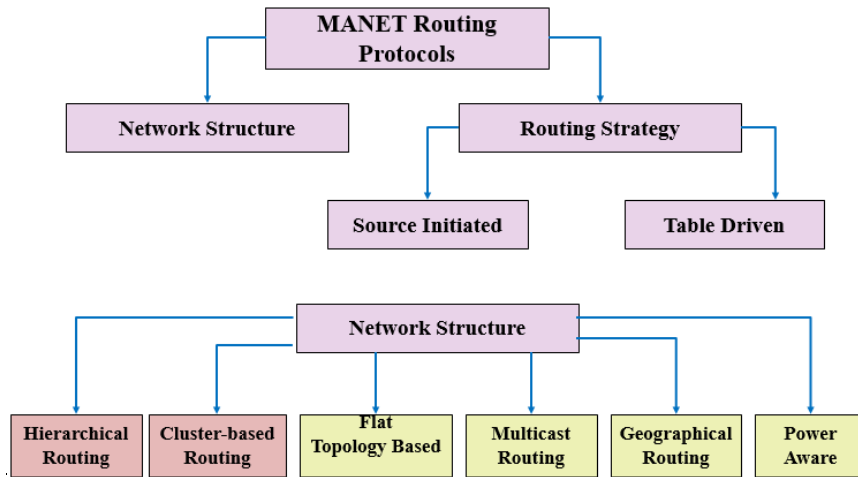 MANET Routing
Protocols
Network Structure
Routing Strategy
Source Initiated
Table Driven
Network Structure
Hierarchical
Routing
Cluster-based
Routing
Flat
Topology Based
Multicast
Routing
Geographical
Routing
Power
Aware